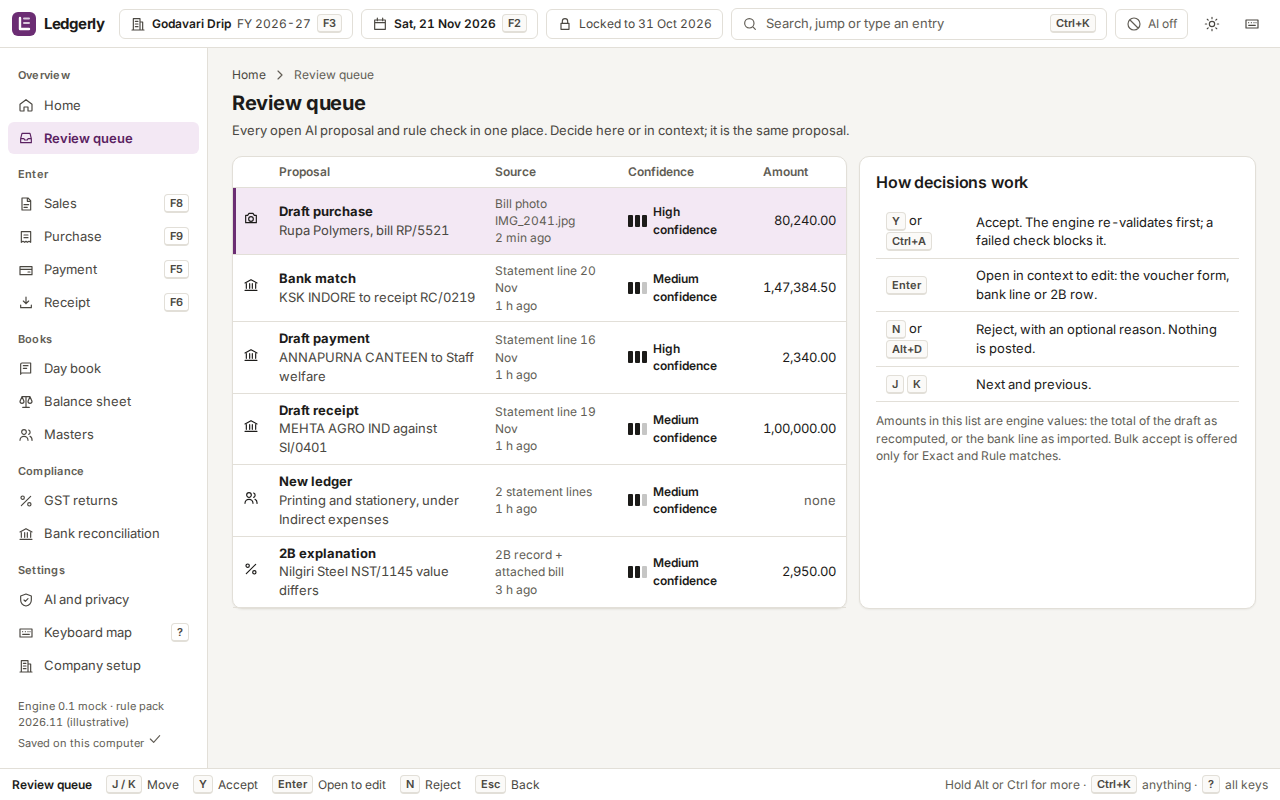 Ledgerly
Godavari Drip FY 2026-27 F3
Sat, 21 Nov 2026 F2
Locked to 31 Oct 2026
Search, jump or type an entry Ctrl+K
AI off
Overview
Home
Review queue
Enter
Sales F8
Purchase F9
Payment F5
Receipt F6
Books
Day book
Balance sheet
Masters
Compliance
GST returns
Bank reconciliation
Settings
AI and privacy
Keyboard map ?
Company setup
Engine 0.1 mock · rule pack
2026.11 (illustrative)
Saved on this computer
Home > Review queue
Review queue
Every open AI proposal and rule check in one place. Decide here or in context; it is the same proposal.
Proposal Source Confidence Amount
Draft purchase
Rupa Polymers, bill RP/5521
Bill photo
IMG_2041.jpg
2 min ago
High
confidence
80,240.00
Bank match
KSK INDORE to receipt RC/0219
Statement line 20
Nov
1 h ago
Medium
confidence
1,47,384.50
Draft payment
ANNAPURNA CANTEEN to Staff
welfare
Statement line 16
Nov
1 h ago
High
confidence
2,340.00
Draft receipt
MEHTA AGRO IND against
SI/0401
Statement line 19
Nov
1 h ago
Medium
confidence
1,00,000.00
New ledger
Printing and stationery, under
Indirect expenses
2 statement lines
1 h ago
Medium
confidence
none
2B explanation
Nilgiri Steel NST/1145 value
differs
2B record +
attached bill
3 h ago
Medium
confidence
2,950.00
How decisions work
Y or
Ctrl+A
Accept. The engine re-validates first; a
failed check blocks it.
Enter
Open in context to edit: the voucher form,
bank line or 2B row.
N or
Alt+D
Reject, with an optional reason. Nothing
is posted.
J K
Next and previous.
Amounts in this list are engine values: the total of the draft as
recomputed, or the bank line as imported. Bulk accept is offered
only for Exact and Rule matches.
Review queue J / K Move Y Accept Enter Open to edit N Reject Esc Back
Hold Alt or Ctrl for more · Ctrl+K anything · ? all keys